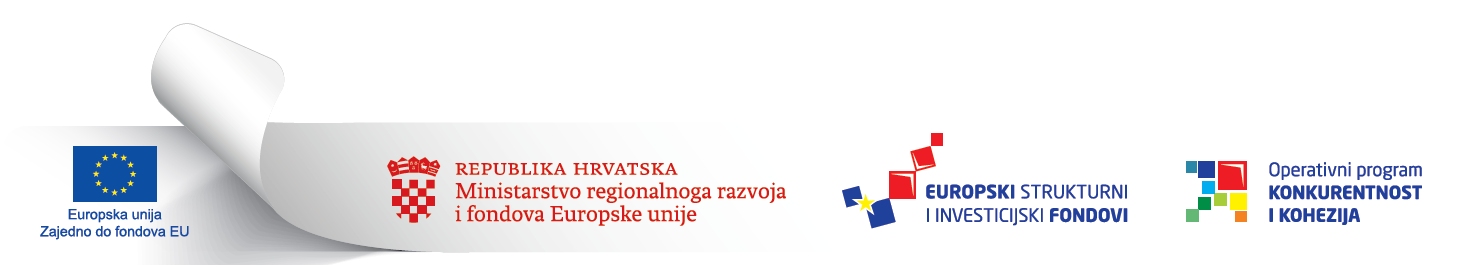 Europska unija
Zajedno do fondova EU
REPUBLIKA HRVATSKA
Ministarstvo regionalnoga razvoja
i fondova Europske unije
EUROPSKI STRUKTURNI
I INVESTICIJSKI FONDOVI
Operativni program
KONKURENTNOST
I KOHEZIJA